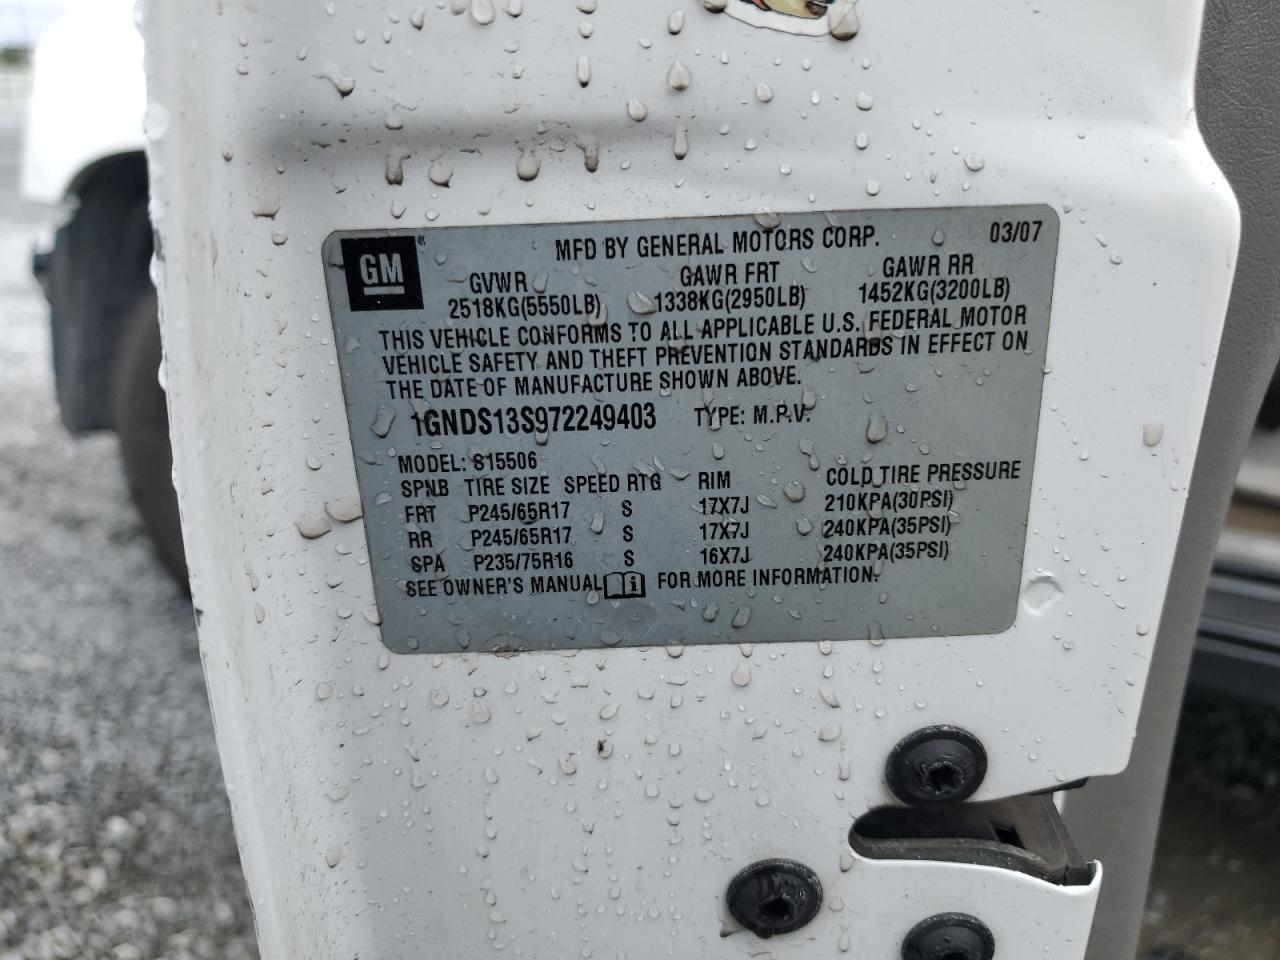 GM ®
MFD BY GENERAL MOTORS CORP. 03/07
GVWR GAWR FRT GAWR RR
2518KG(5550LB) 1338KG(2950LB) 1452KG(3200LB)
THIS VEHICLE CONFORMS TO ALL APPLICABLE U.S. FEDERAL MOTOR
VEHICLE SAFETY AND THEFT PREVENTION STANDARDS IN EFFECT ON
THE DATE OF MANUFACTURE SHOWN ABOVE.
1GNDS13S972249403 TYPE: M.P.V.
MODEL: S15506
SPNB TIRE SIZE SPEED RTG RIM COLD TIRE PRESSURE
FRT P245/65R17 S 17X7J 210KPA(30PSI)
RR P245/65R17 S 17X7J 240KPA(35PSI)
SPA P235/75R16 S 16X7J 240KPA(35PSI)
SEE OWNER'S MANUAL i FOR MORE INFORMATION.